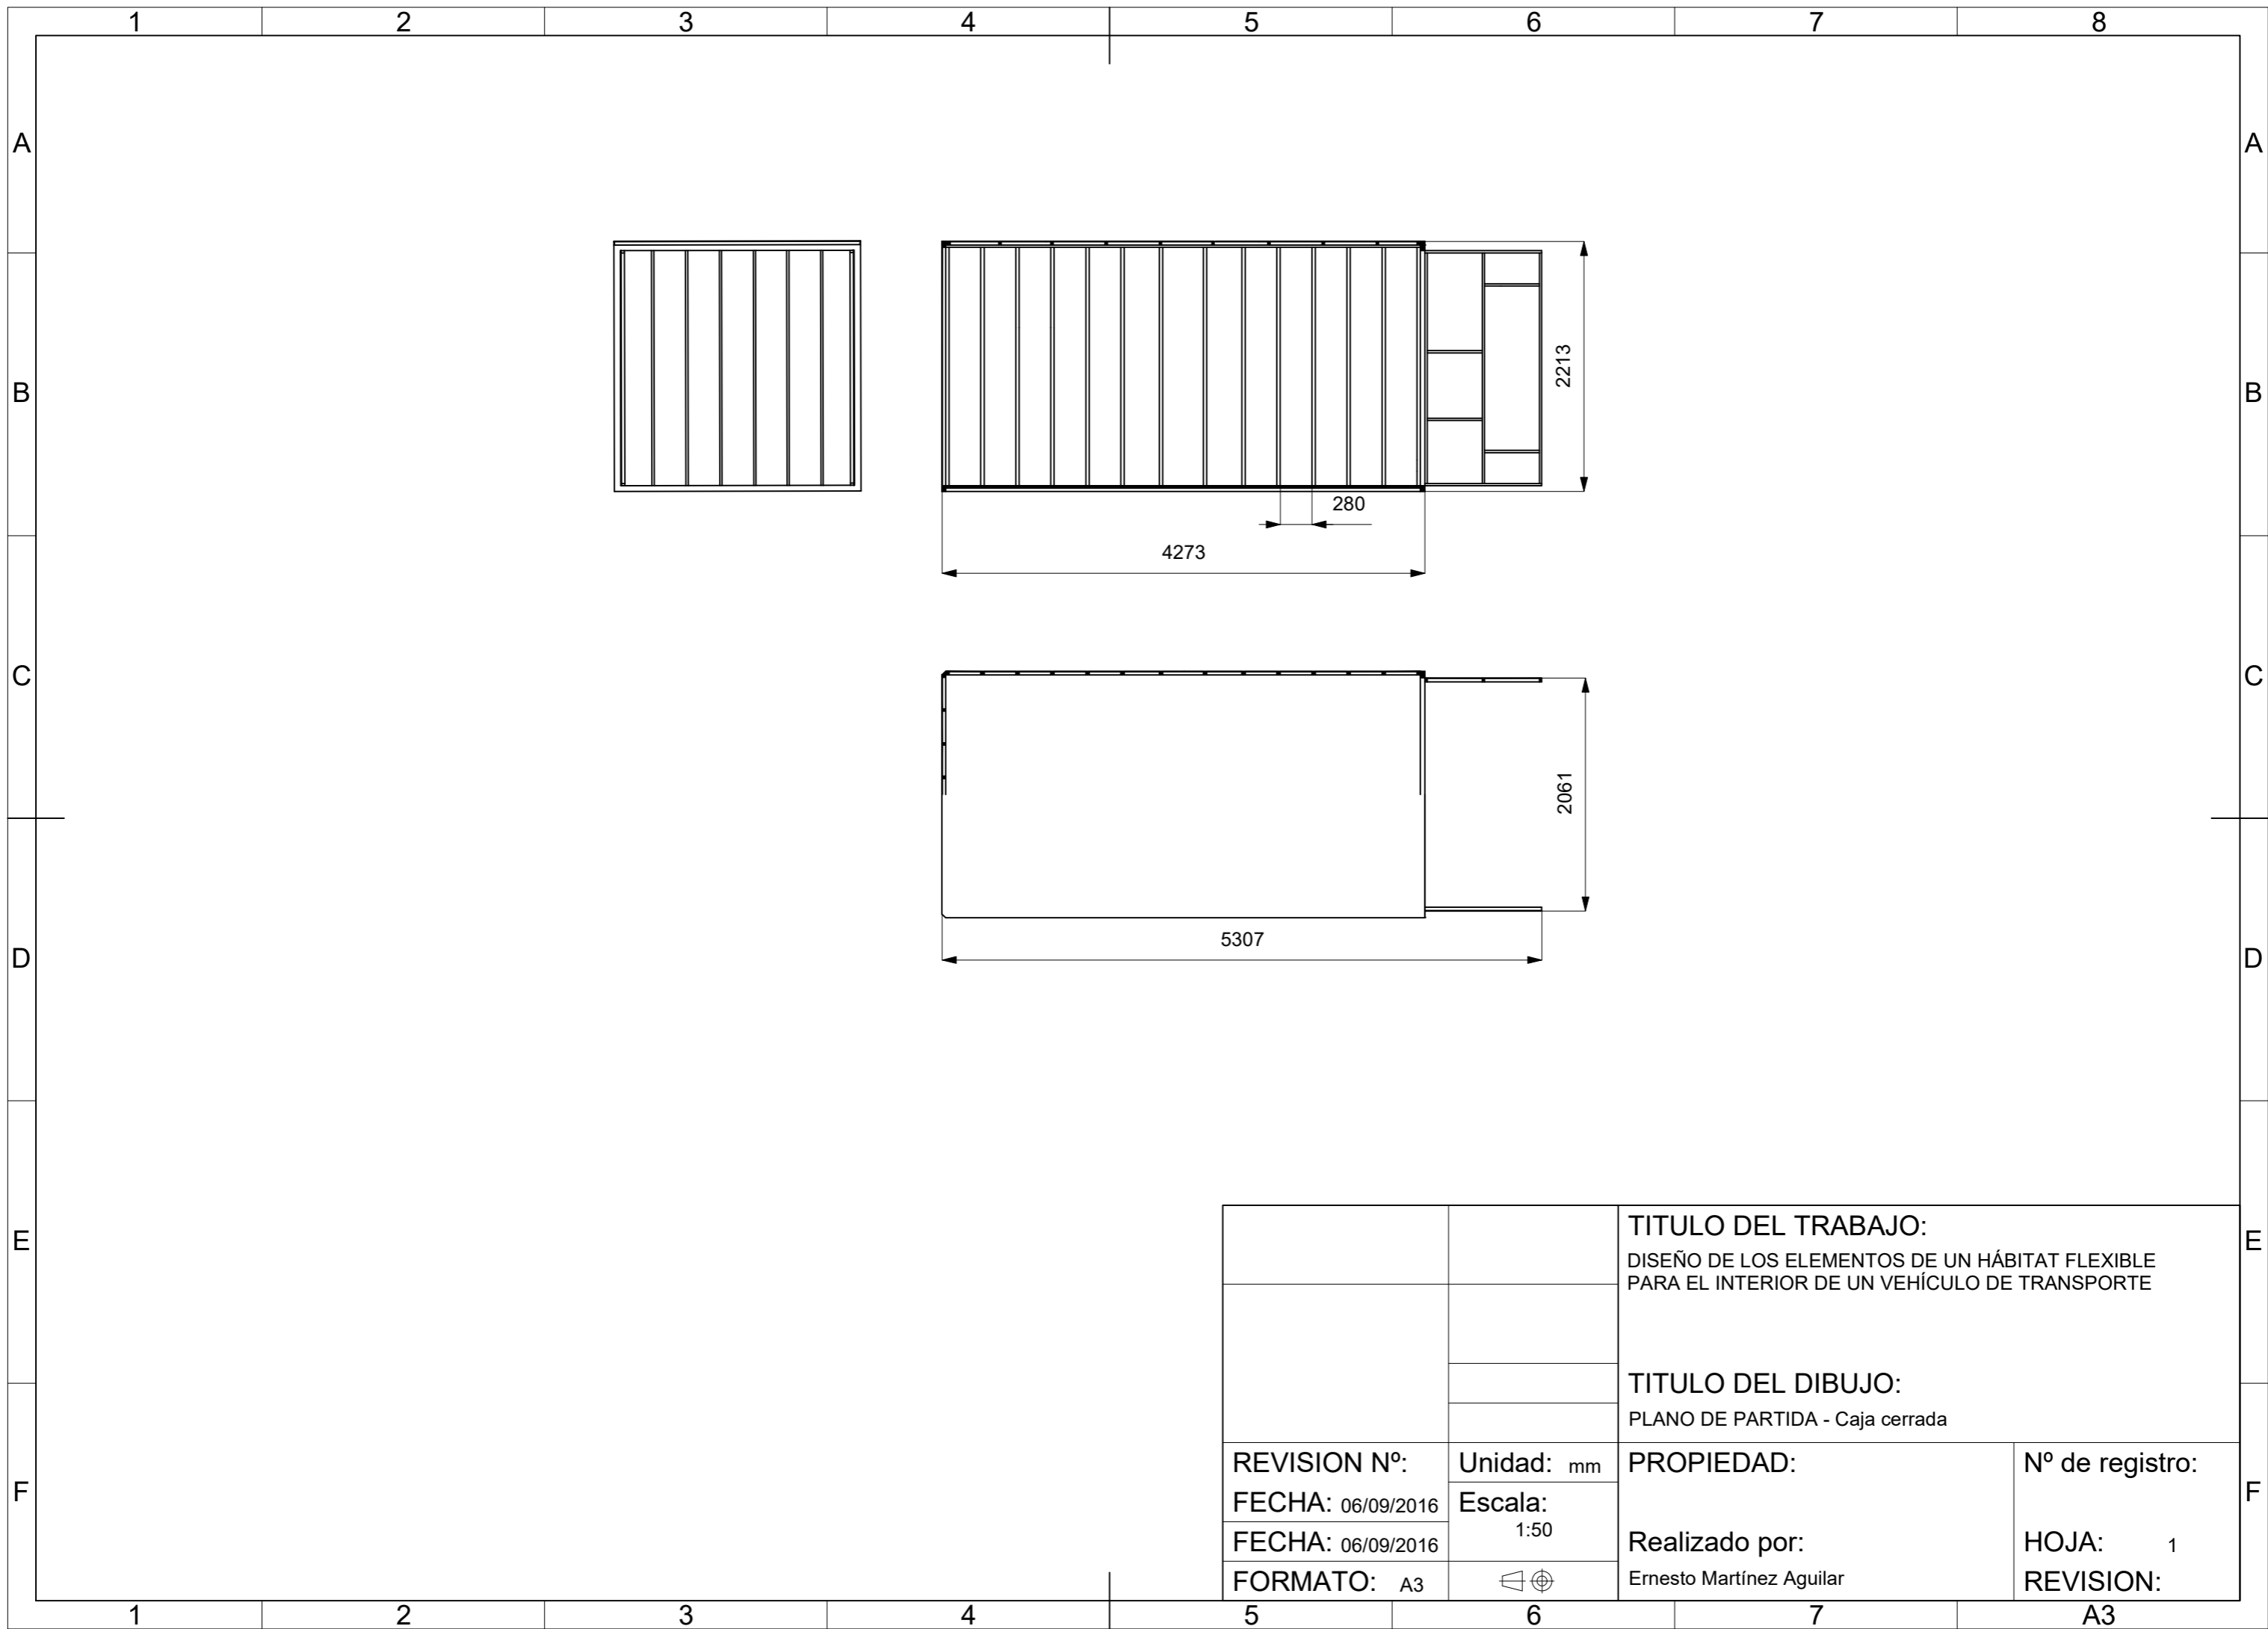 1 2 3 4 5 6 7 8
A A
B B
2213
280
4273
C C
2061
5307
D D
E E
TITULO DEL TRABAJO:
DISEÑO DE LOS ELEMENTOS DE UN HÁBITAT FLEXIBLE
PARA EL INTERIOR DE UN VEHÍCULO DE TRANSPORTE
TITULO DEL DIBUJO:
PLANO DE PARTIDA - Caja cerrada
REVISION Nº: Unidad: mm PROPIEDAD: Nº de registro:
F F
FECHA: 06/09/2016 Escala:
1:50
FECHA: 06/09/2016 Realizado por: HOJA: 1
FORMATO: A3 Ernesto Martínez Aguilar REVISION:
1 2 3 4 5 6 7 A3